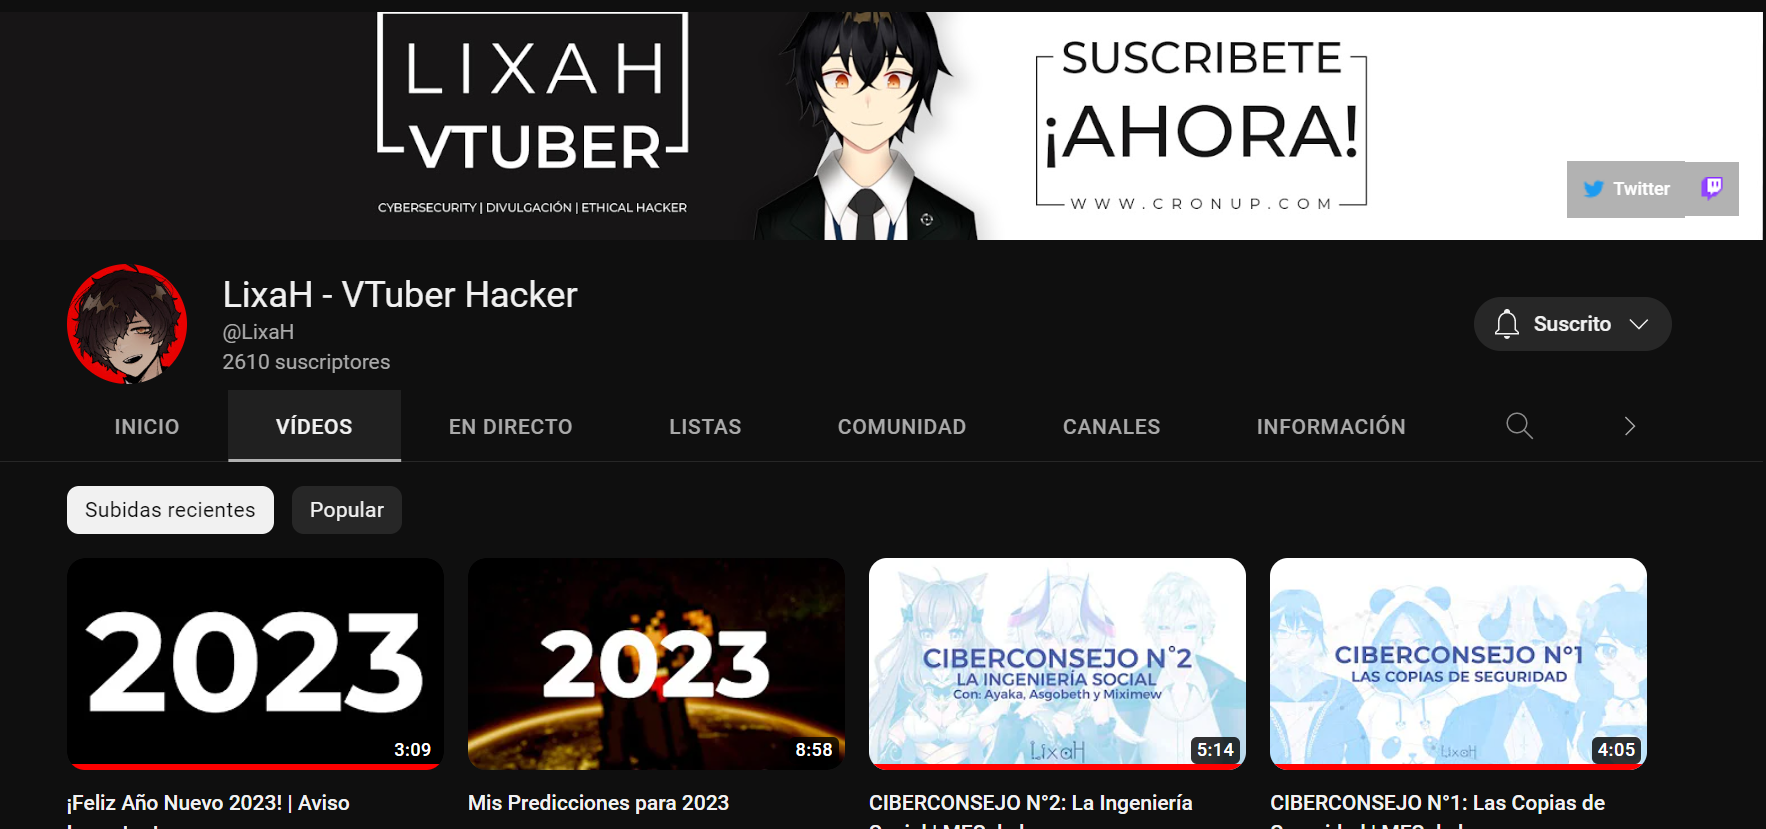 LIXAH
VTUBER
CYBERSECURITY | DIVULGACIÓN | ETHICAL HACKER
SUSCRIBETE
¡AHORA!
WWW.CRONUP.COM
Twitter
LixaH - VTuber Hacker
@LixaH
2610 suscriptores
Suscrito
INICIO
VÍDEOS
EN DIRECTO
LISTAS
COMUNIDAD
CANALES
INFORMACIÓN
Subidas recientes
Popular
2023
3:09
2023
8:58
CIBERCONSEJO N°2
LA INGENIERÍA SOCIAL
Con: Ayaka, Asgobeth y Miximew
LixaH
5:14
CIBERCONSEJO N°1
LAS COPIAS DE SEGURIDAD
LixaH
4:05
¡Feliz Año Nuevo 2023! | Aviso
Mis Predicciones para 2023
CIBERCONSEJO N°2: La Ingeniería
CIBERCONSEJO N°1: Las Copias de